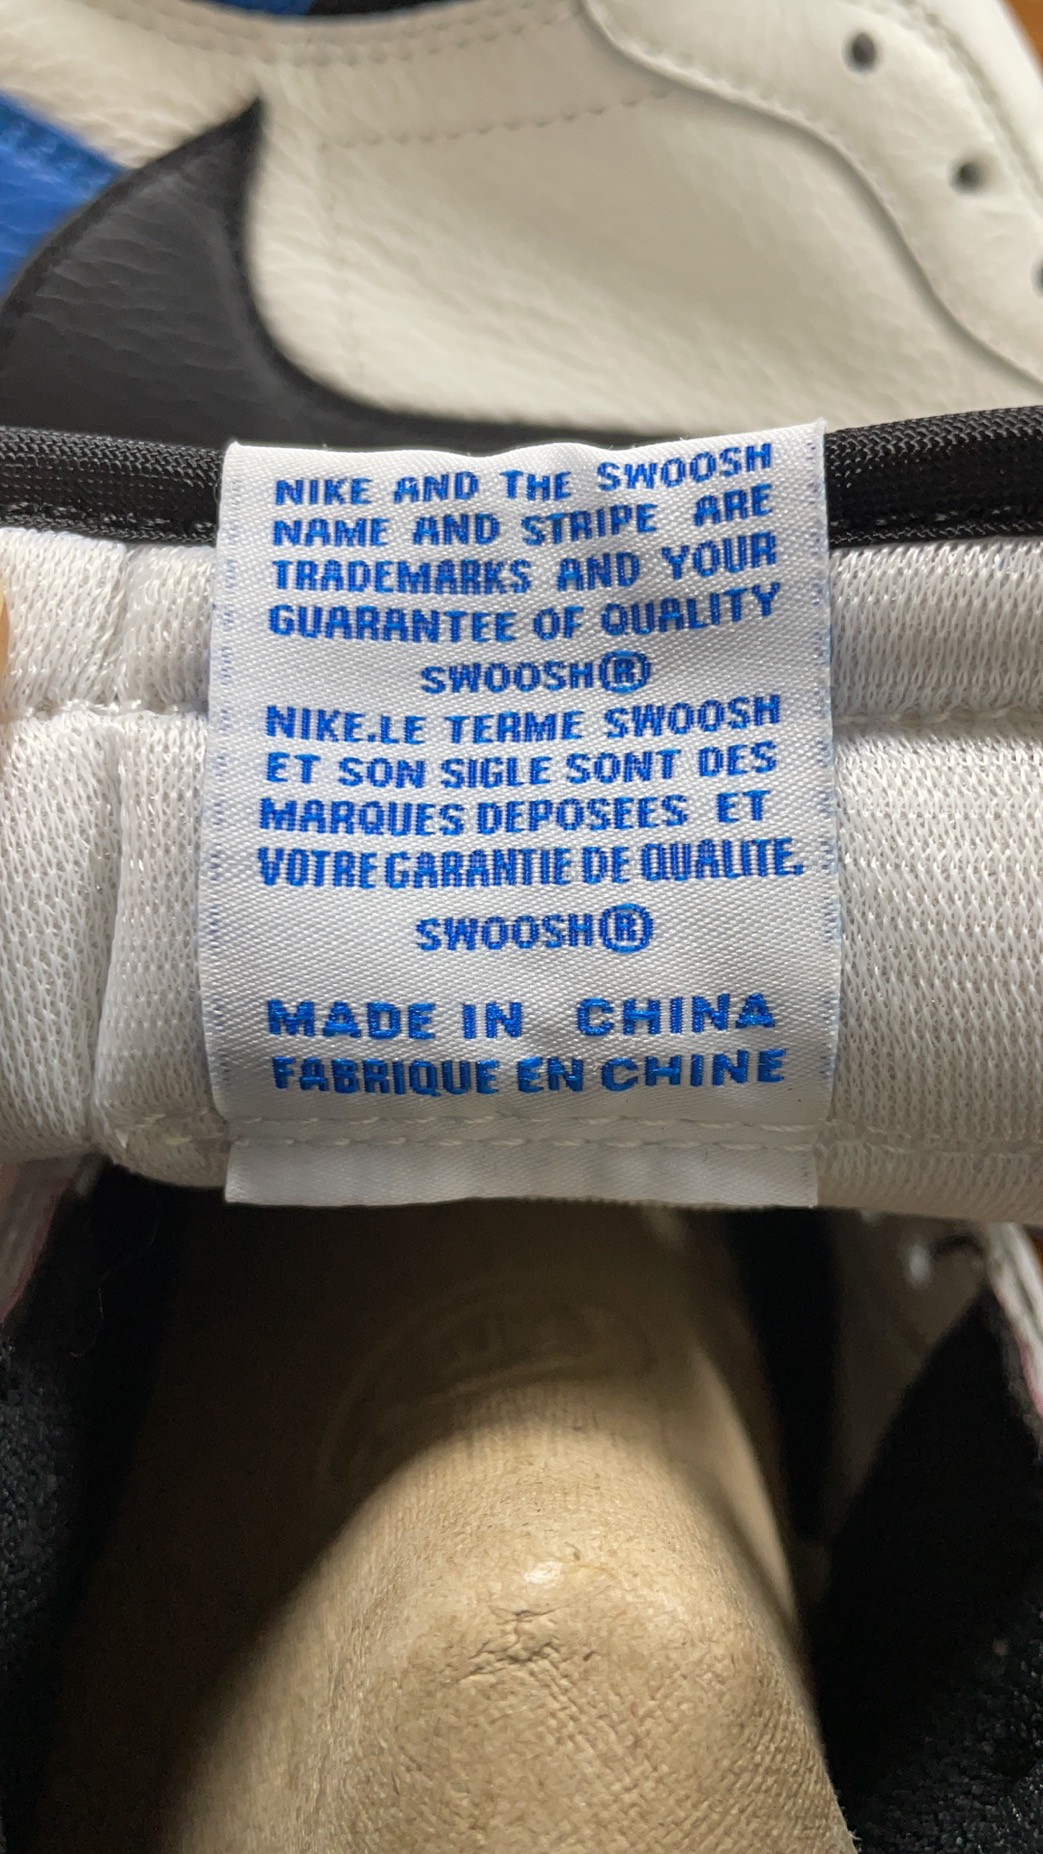 NIKE AND THE SWOOSH
NAME AND STRIPE ARE
TRADEMARKS AND YOUR
GUARANTEE OF QUALITY
SWOOSH®
NIKE.LE TERME SWOOSH
ET SON SIGLE SONT DES
MARQUES DEPOSEES ET
VOTRE GARANTIE DE QUALITE.
SWOOSH®
MADE IN CHINA
FABRIQUE EN CHINE